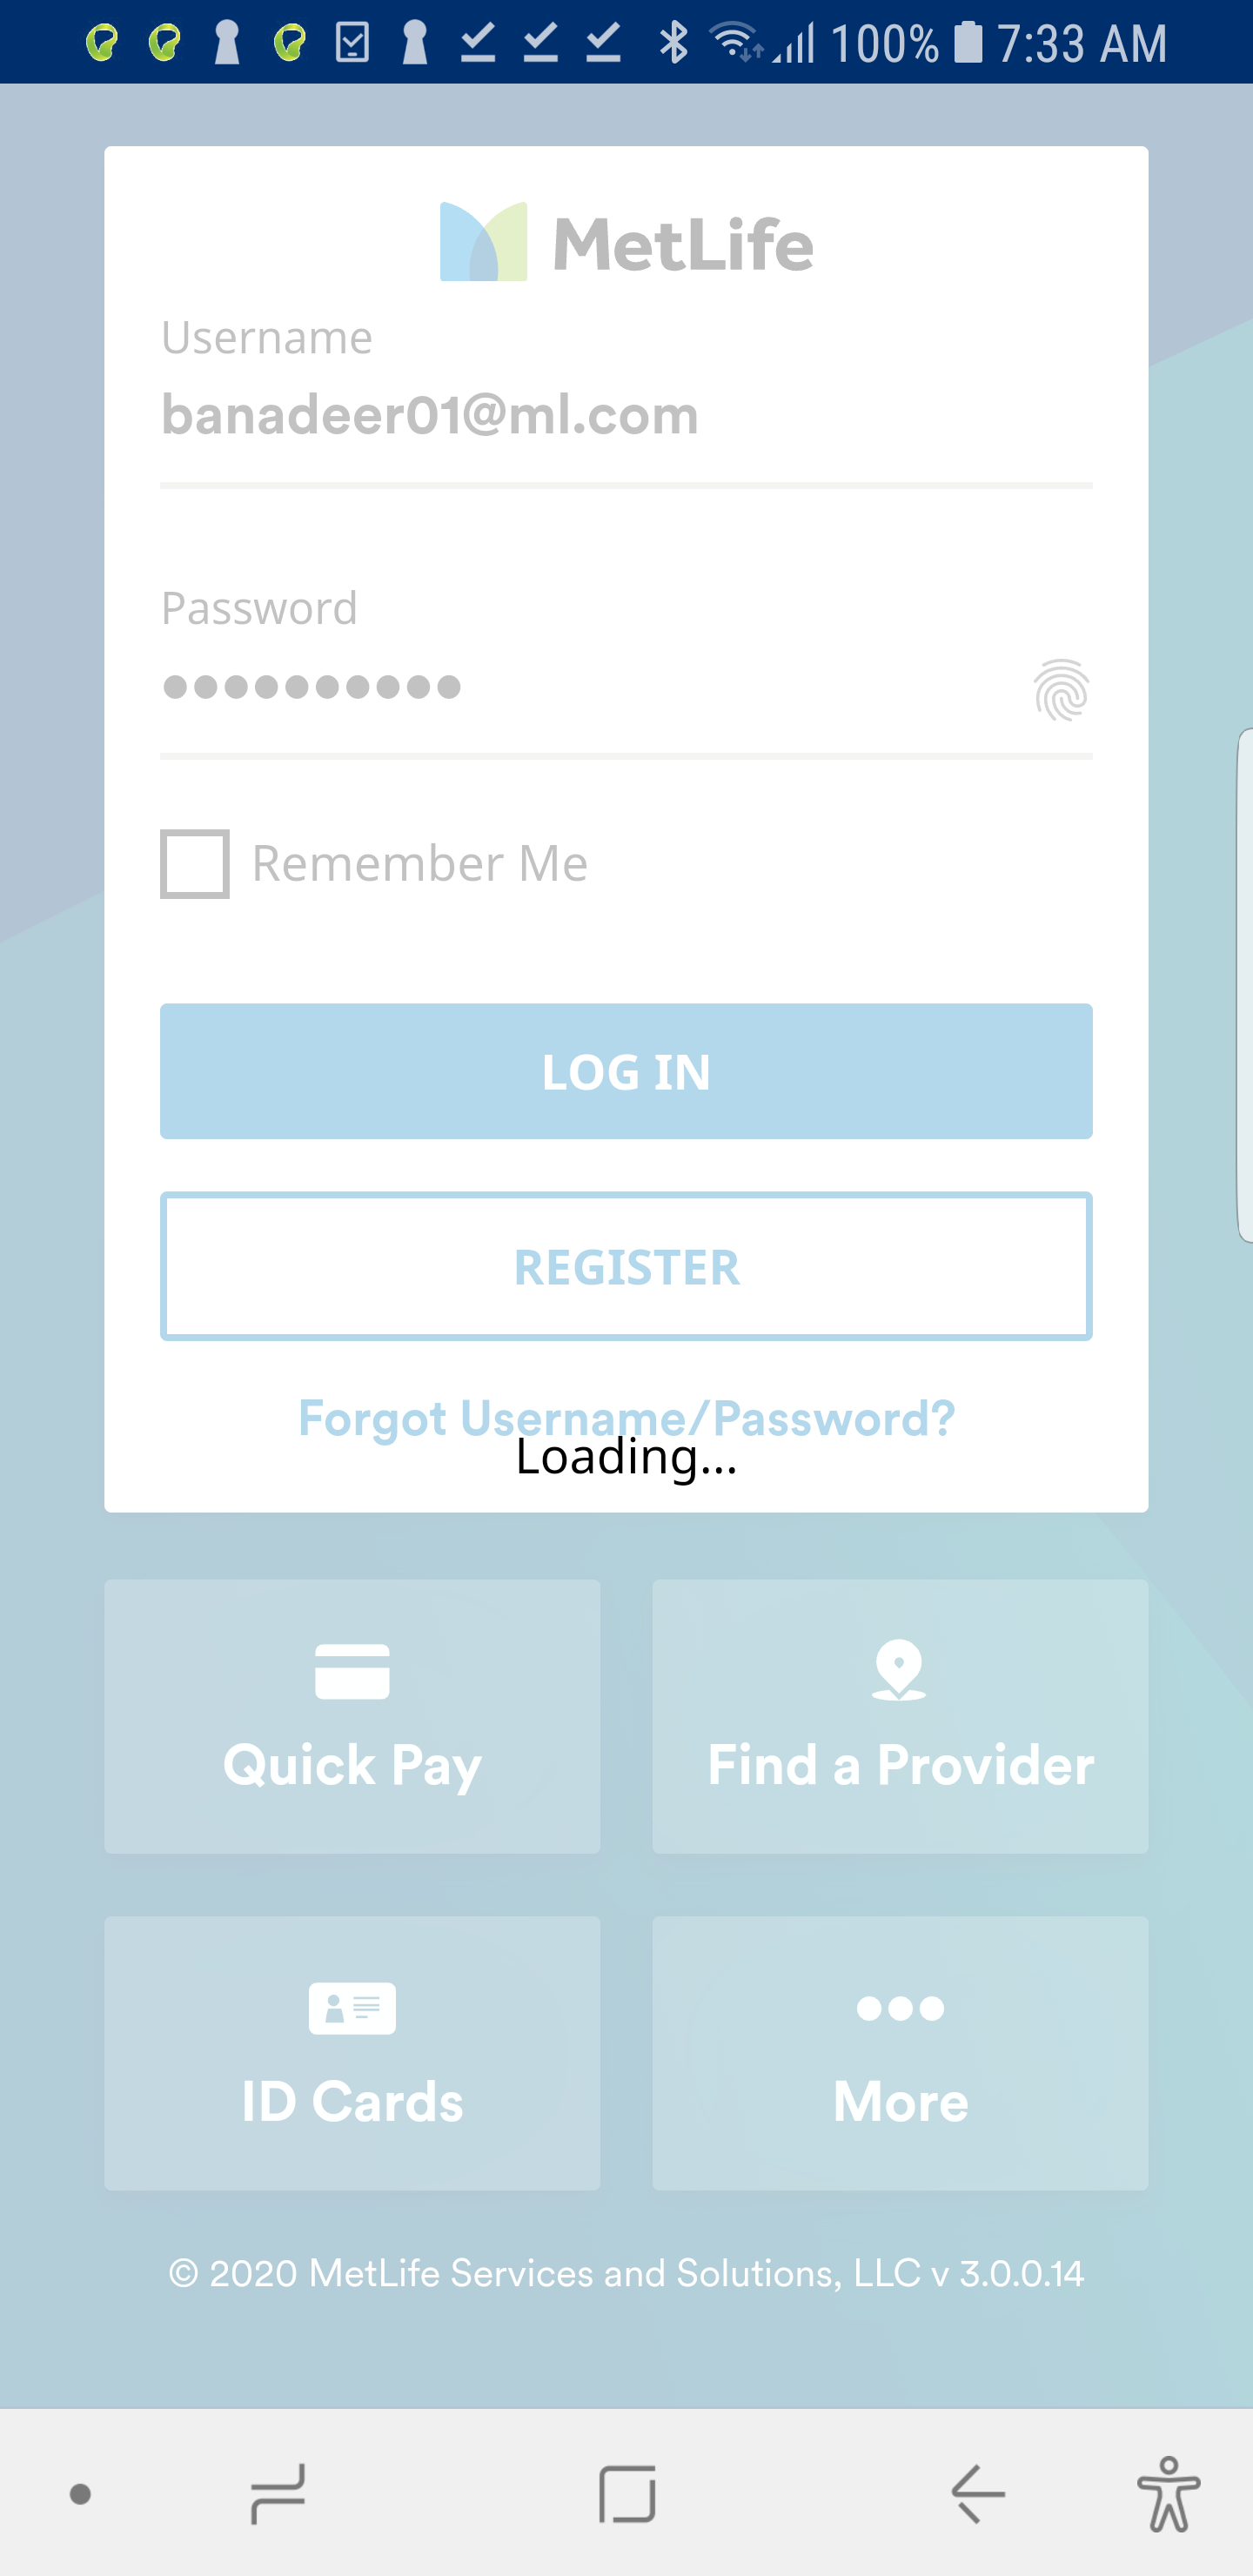 100% 7:33 AM
MetLife
Username
banadeer01@ml.com
Password
Remember Me
LOG IN
REGISTER
Forgot Username/Password?
Loading...
Quick Pay
Find a Provider
ID Cards
More
© 2020 MetLife Services and Solutions, LLC v 3.0.0.14